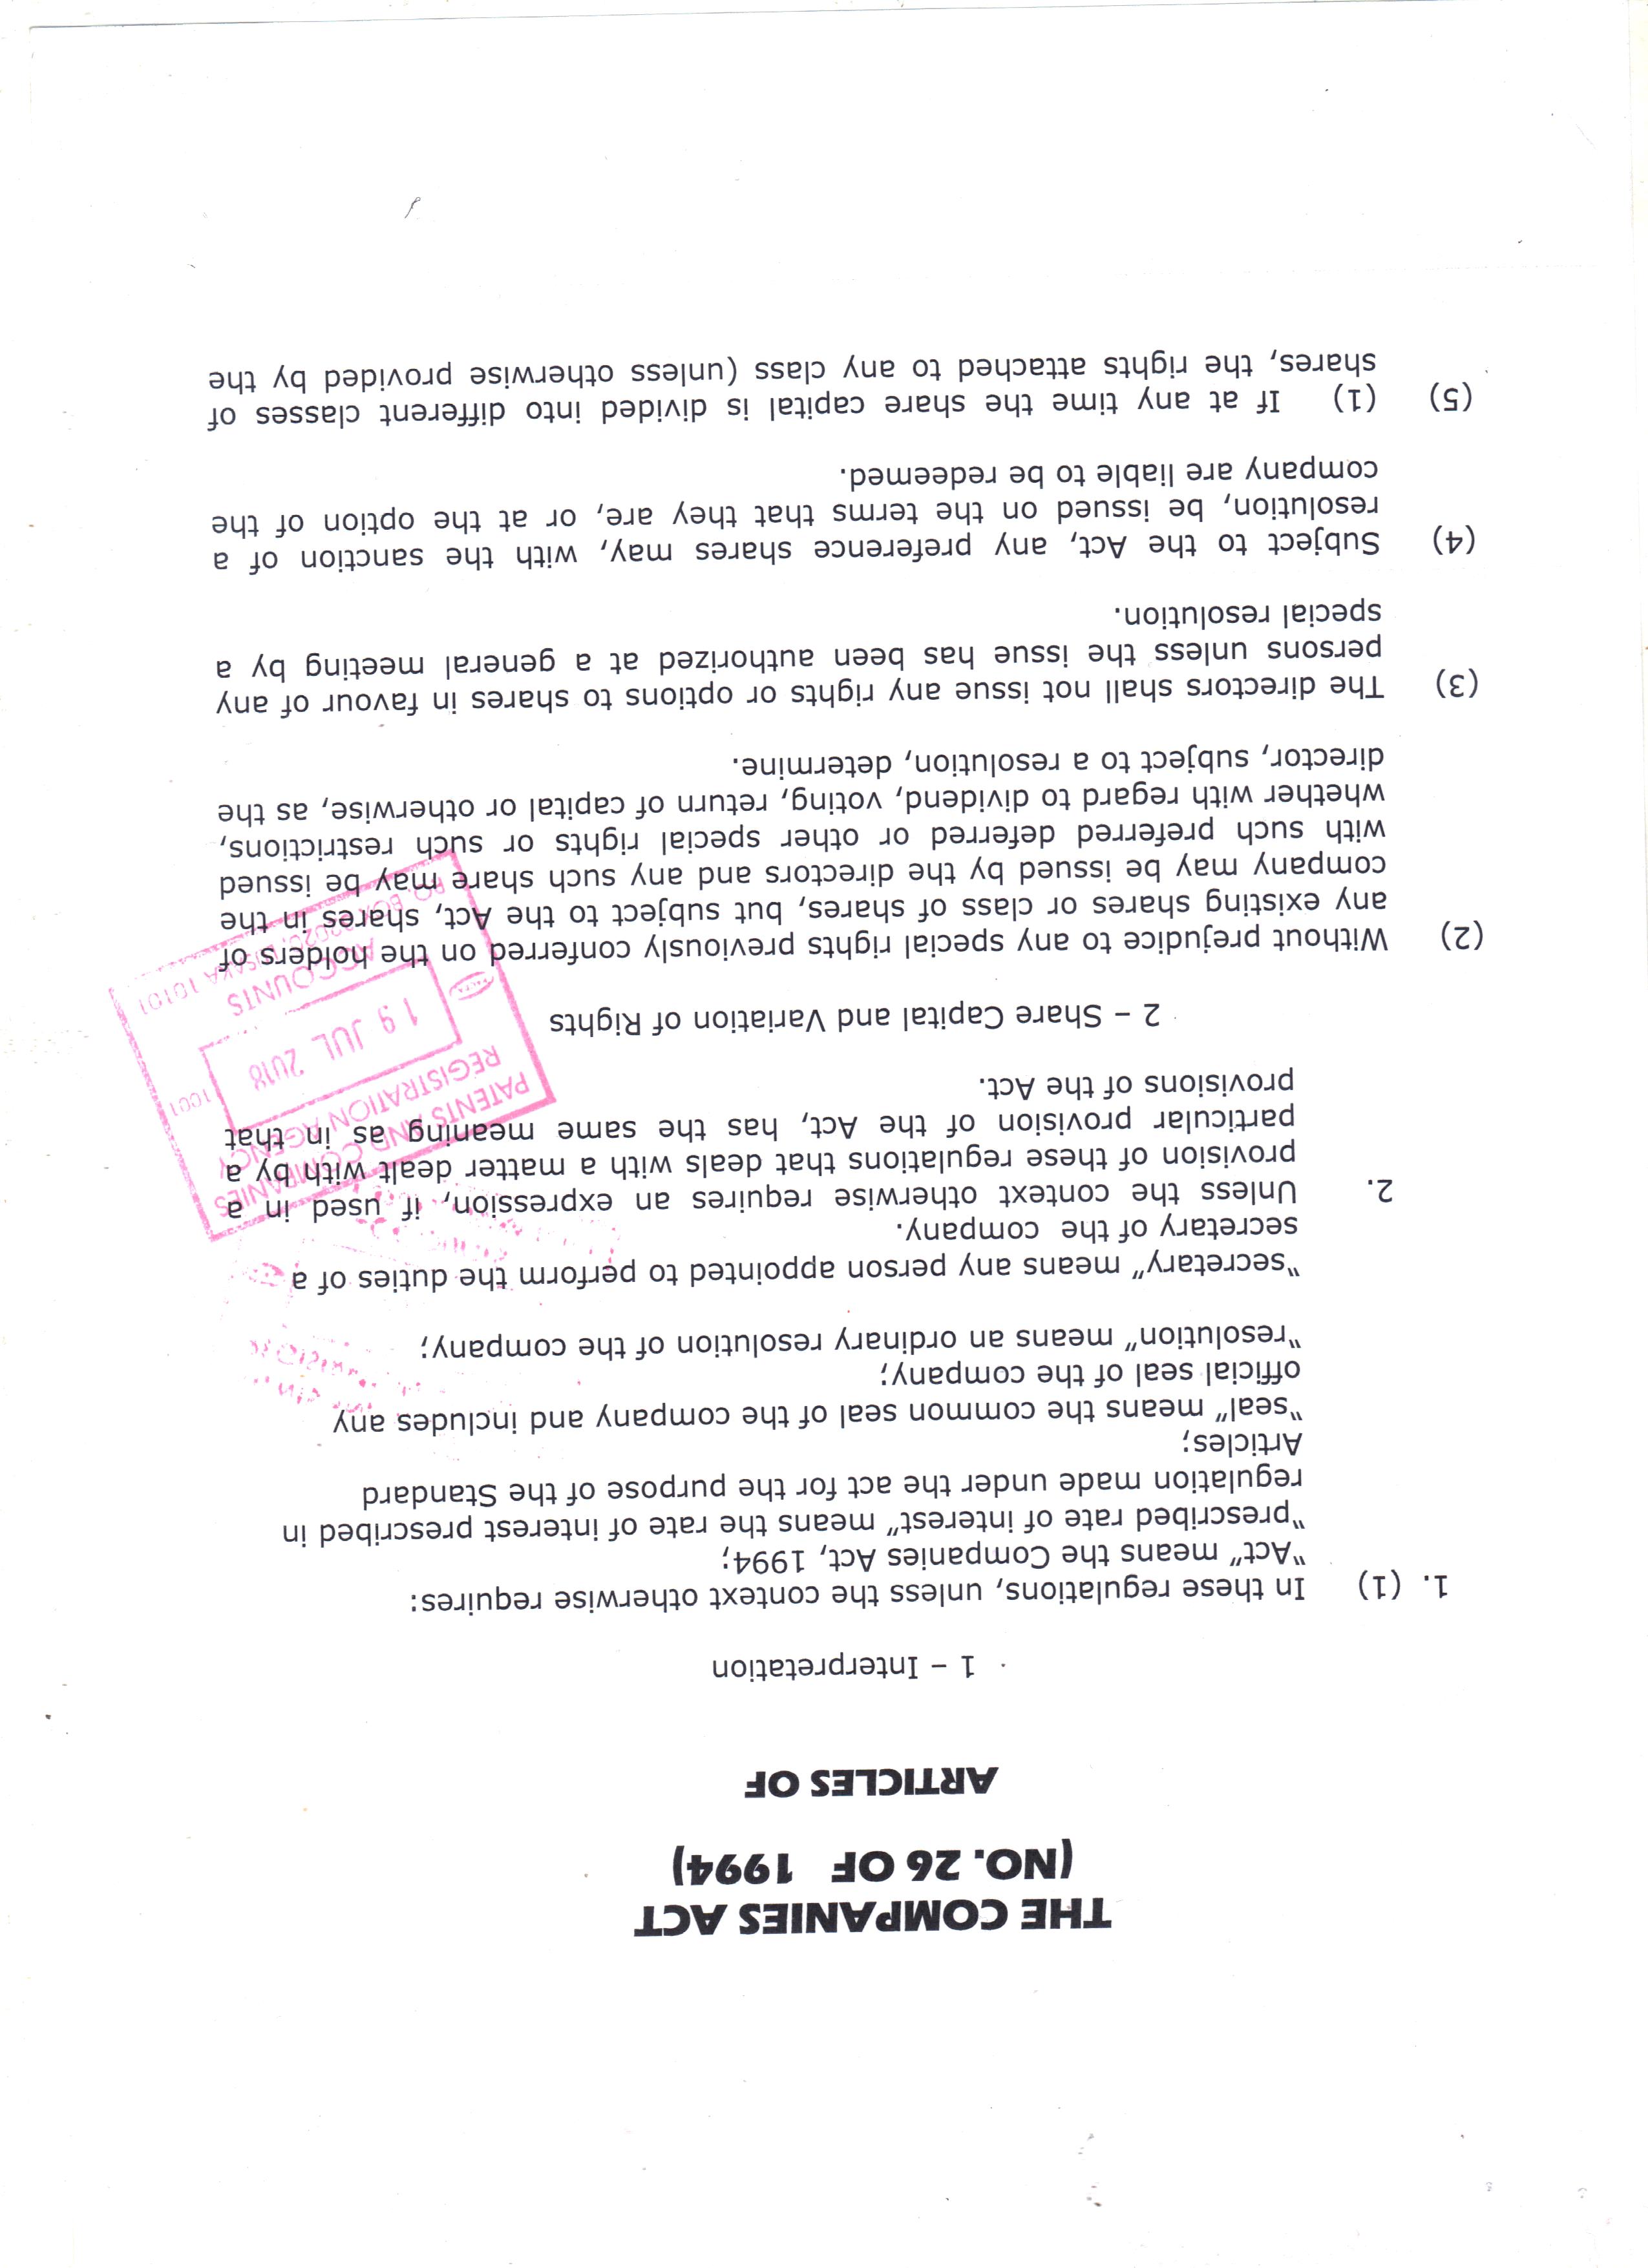 THE COMPANIES ACT
(NO. 26 OF 1994)
ARTICLES OF
1 – Interpretation
1. (1) In these regulations, unless the context otherwise requires:
“Act” means the Companies Act, 1994;
“prescribed rate of interest” means the rate of interest prescribed in
regulation made under the act for the purpose of the Standard
Articles;
“seal” means the common seal of the company and includes any
official seal of the company;
“resolution” means an ordinary resolution of the company;
“secretary” means any person appointed to perform the duties of a
secretary of the company.
2. Unless the context otherwise requires an expression, if used in a
provision of these regulations that deals with a matter dealt with by a
particular provision of the Act, has the same meaning as in that
provisions of the Act.
PATENTS AND COMPANIES
REGISTRATION AGENCY
1001
19 JUL 2018
ACCOUNTS
P.O. BOX LUSAKA 10101
2 – Share Capital and Variation of Rights
(2) Without prejudice to any special rights previously conferred on the holders of
any existing shares or class of shares, but subject to the Act, shares in the
company may be issued by the directors and any such share may be issued
with such preferred deferred or other special rights or such restrictions,
whether with regard to dividend, voting, return of capital or otherwise, as the
director, subject to a resolution, determine.
(3) The directors shall not issue any rights or options to shares in favour of any
persons unless the issue has been authorized at a general meeting by a
special resolution.
(4) Subject to the Act, any preference shares may, with the sanction of a
resolution, be issued on the terms that they are, or at the option of the
company are liable to be redeemed.
(5) (1) If at any time the share capital is divided into different classes of
shares, the rights attached to any class (unless otherwise provided by the